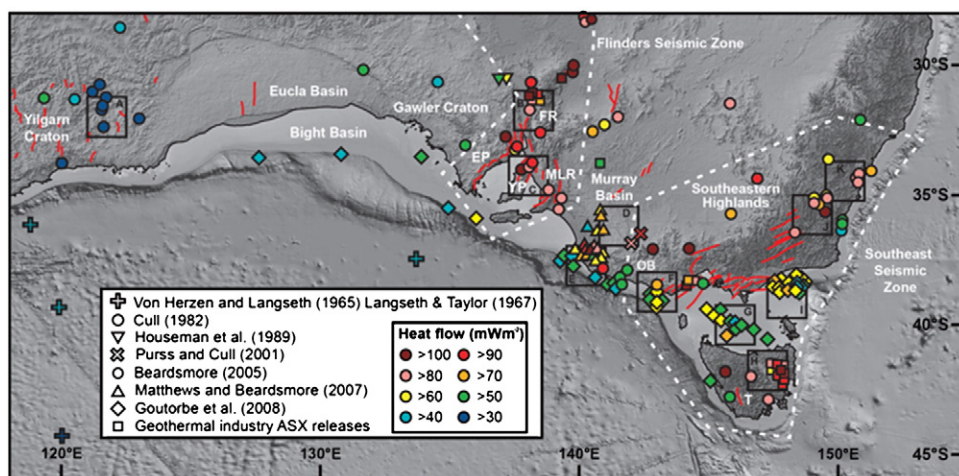 Flinders Seismic Zone
30°S
Eucla Basin
Gawler Craton
Yilgarn
Craton
A
FR
Bight Basin
EP
MLR
YP
C
Murray
Basin
Southeastern
Highlands
35°S
D
OB
Southeast
Seismic
Zone
G
I
40°S
T
Von Herzen and Langseth (1965) Langseth & Taylor (1967)
Cull (1982)
Houseman et al. (1989)
Purss and Cull (2001)
Beardsmore (2005)
Matthews and Beardsmore (2007)
Goutorbe et al. (2008)
Geothermal industry ASX releases
Heat flow (mWm²)
>100 >90
>80 >70
>60 >50
>40 >30
120°E 130°E 140°E 150°E 45°S